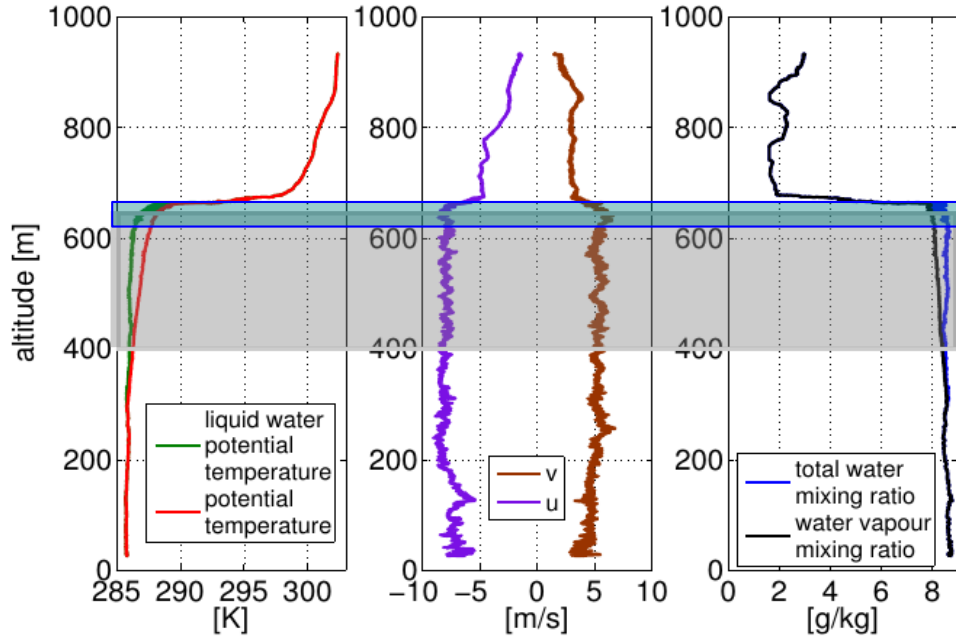 altitude [m]
1000
800
600
400
200
0
285 290 295 300
[K]
liquid water
potential
temperature
potential
temperature
1000
800
600
400
200
0
−10 −5 0 5 10
[m/s]
v
u
1000
800
600
400
200
0
0 2 4 6 8
[g/kg]
total water
mixing ratio
water vapour
mixing ratio